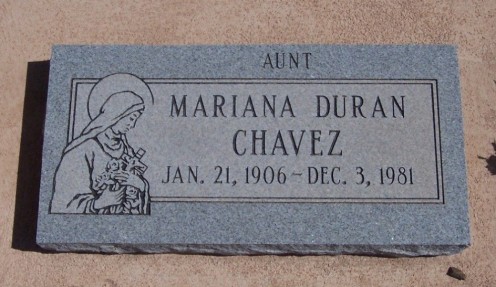 AUNT
MARIANA DURAN
CHAVEZ
JAN. 21, 1906 – DEC. 3, 1981